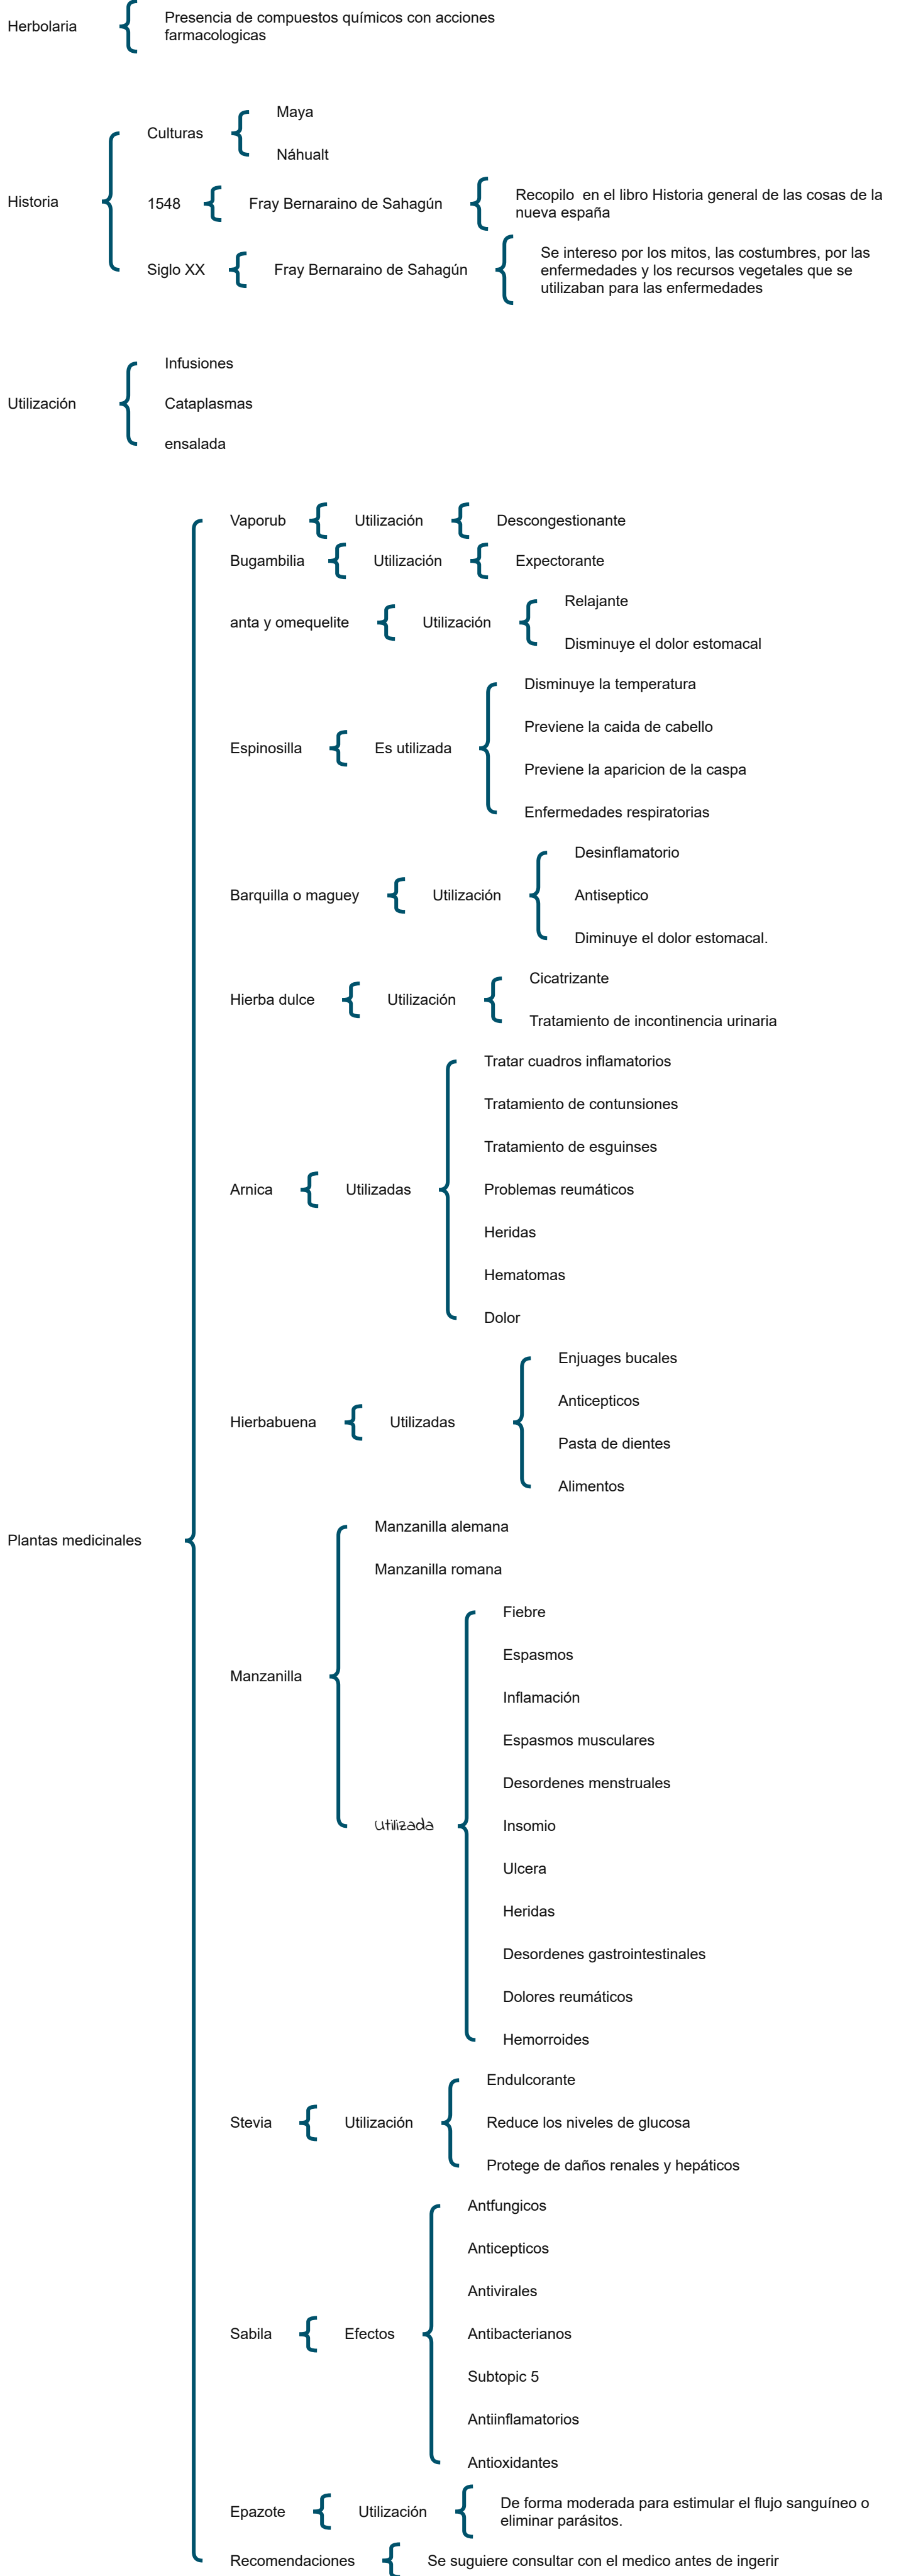 Herbolaria
Presencia de compuestos químicos con acciones
farmacologicas
Historia
Culturas
Maya
Náhualt
1548
Fray Bernaraino de Sahagún
Recopilo  en el libro Historia general de las cosas de la
nueva españa
Siglo XX
Fray Bernaraino de Sahagún
Se intereso por los mitos, las costumbres, por las
enfermedades y los recursos vegetales que se
utilizaban para las enfermedades
Utilización
Infusiones
Cataplasmas
ensalada
Plantas medicinales
Vaporub
Utilización
Descongestionante
Bugambilia
Utilización
Expectorante
anta y omequelite
Utilización
Relajante
Disminuye el dolor estomacal
Espinosilla
Es utilizada
Disminuye la temperatura
Previene la caida de cabello
Previene la aparicion de la caspa
Enfermedades respiratorias
Barquilla o maguey
Utilización
Desinflamatorio
Antiseptico
Diminuye el dolor estomacal.
Hierba dulce
Utilización
Cicatrizante
Tratamiento de incontinencia urinaria
Arnica
Utilizadas
Tratar cuadros inflamatorios
Tratamiento de contunsiones
Tratamiento de esguinses
Problemas reumáticos
Heridas
Hematomas
Dolor
Hierbabuena
Utilizadas
Enjuages bucales
Anticepticos
Pasta de dientes
Alimentos
Manzanilla
Manzanilla alemana
Manzanilla romana
Utilizada
Fiebre
Espasmos
Inflamación
Espasmos musculares
Desordenes menstruales
Insomio
Ulcera
Heridas
Desordenes gastrointestinales
Dolores reumáticos
Hemorroides
Stevia
Utilización
Endulcorante
Reduce los niveles de glucosa
Protege de daños renales y hepáticos
Sabila
Efectos
Antfungicos
Anticepticos
Antivirales
Antibacterianos
Subtopic 5
Antiinflamatorios
Antioxidantes
Epazote
Utilización
De forma moderada para estimular el flujo sanguíneo o
eliminar parásitos.
Recomendaciones
Se suguiere consultar con el medico antes de ingerir